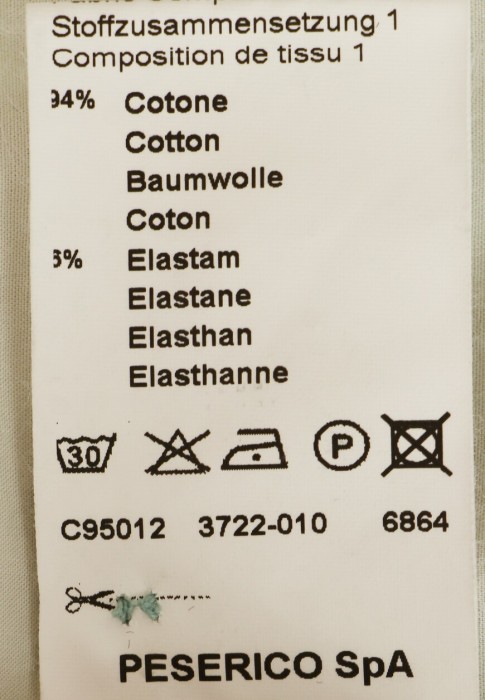 Stoffzusammensetzung 1
Composition de tissu 1
94% Cotone
Cotton
Baumwolle
Coton
6% Elastam
Elastane
Elasthan
Elasthanne
30 P
C95012 3722-010 6864
PESERICO SpA